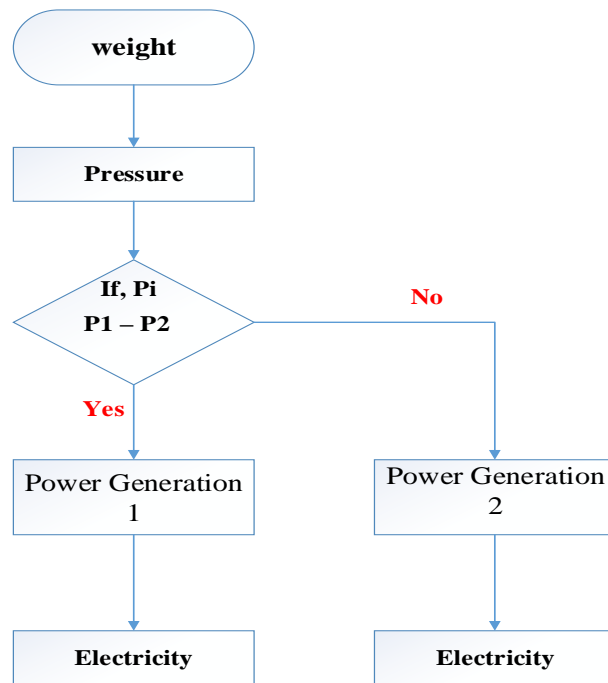 weight
Pressure
If, Pi
P1 – P2
No
Yes
Power Generation
1
Power Generation
2
Electricity
Electricity